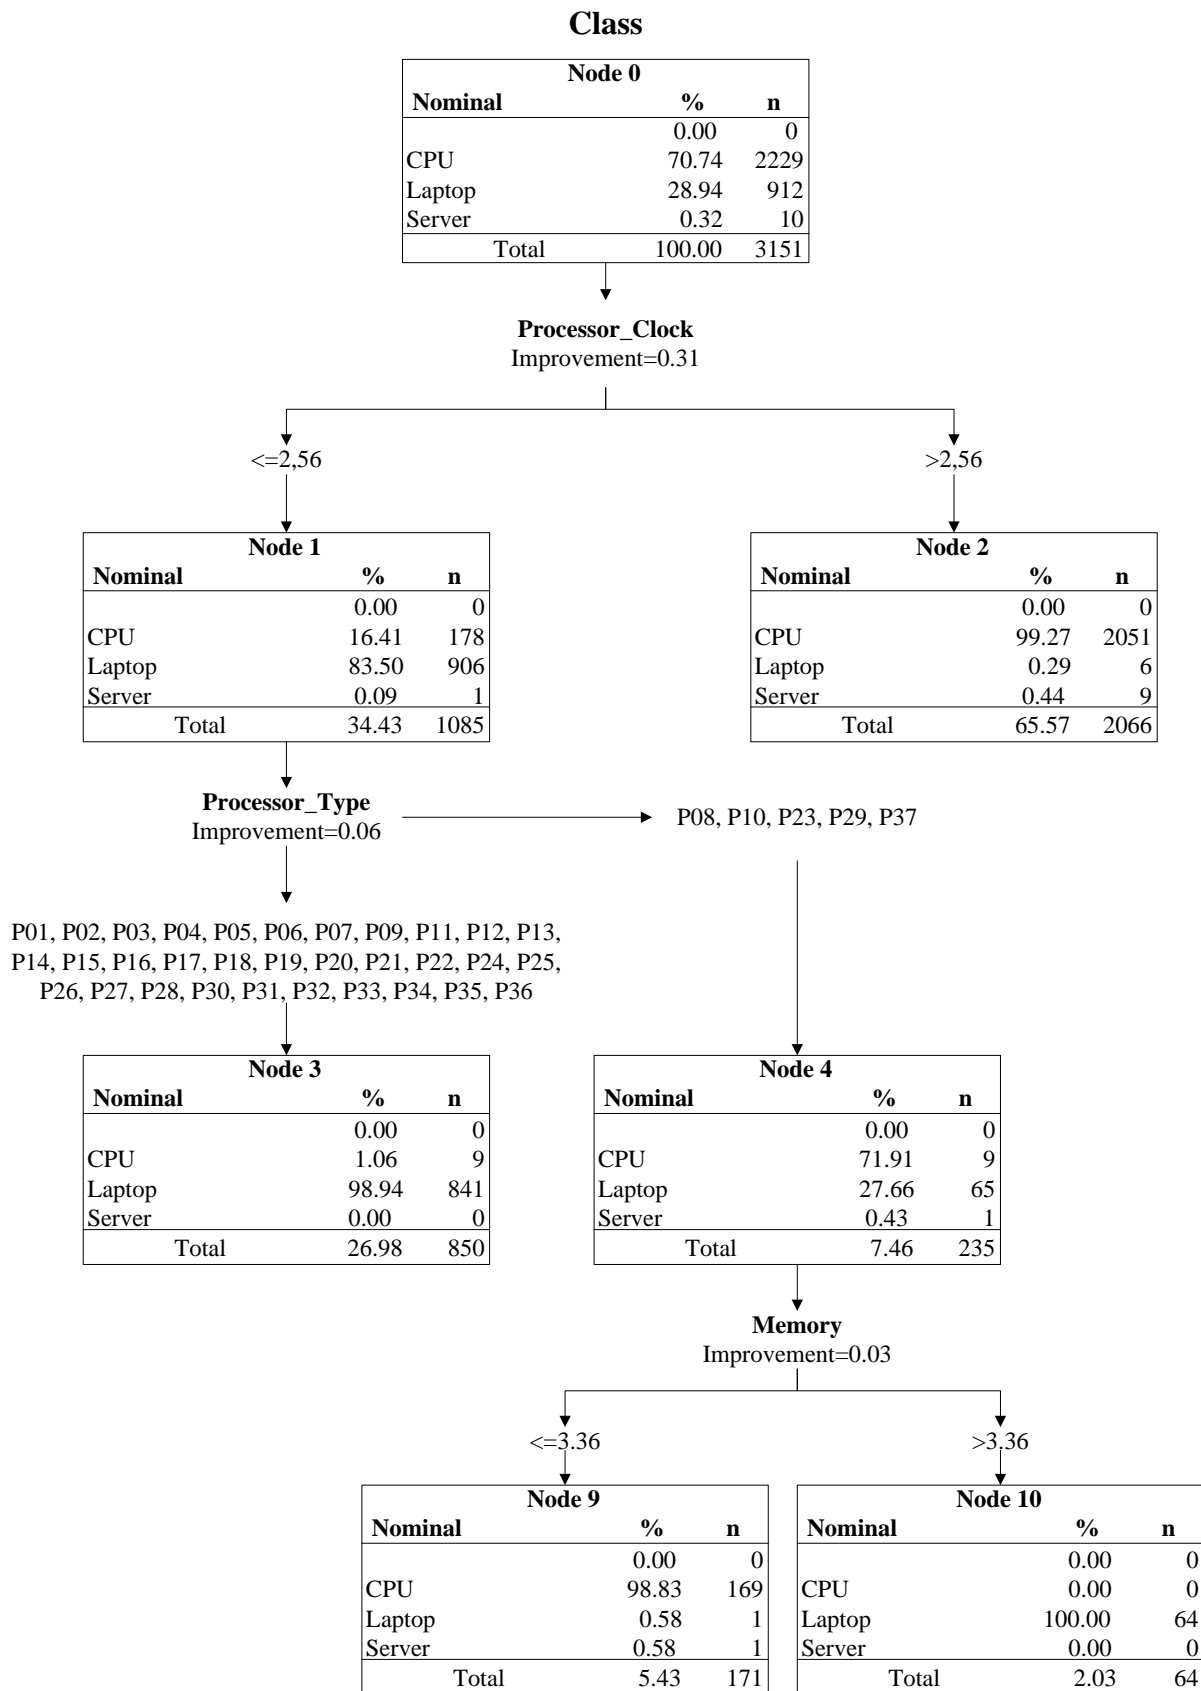 Class
Node 0
Nominal % n
0.00 0
CPU 70.74 2229
Laptop 28.94 912
Server 0.32 10
Total 100.00 3151
Processor_Clock
Improvement=0.31
<=2,56 >2,56
Node 1
Nominal % n
0.00 0
CPU 16.41 178
Laptop 83.50 906
Server 0.09 1
Total 34.43 1085
Node 2
Nominal % n
0.00 0
CPU 99.27 2051
Laptop 0.29 6
Server 0.44 9
Total 65.57 2066
Processor_Type
Improvement=0.06
P08, P10, P23, P29, P37
P01, P02, P03, P04, P05, P06, P07, P09, P11, P12, P13,
P14, P15, P16, P17, P18, P19, P20, P21, P22, P24, P25,
P26, P27, P28, P30, P31, P32, P33, P34, P35, P36
Node 3
Nominal % n
0.00 0
CPU 1.06 9
Laptop 98.94 841
Server 0.00 0
Total 26.98 850
Node 4
Nominal % n
0.00 0
CPU 71.91 9
Laptop 27.66 65
Server 0.43 1
Total 7.46 235
Memory
Improvement=0.03
<=3.36 >3.36
Node 9
Nominal % n
0.00 0
CPU 98.83 169
Laptop 0.58 1
Server 0.58 1
Total 5.43 171
Node 10
Nominal % n
0.00 0
CPU 0.00 0
Laptop 100.00 64
Server 0.00 0
Total 2.03 64